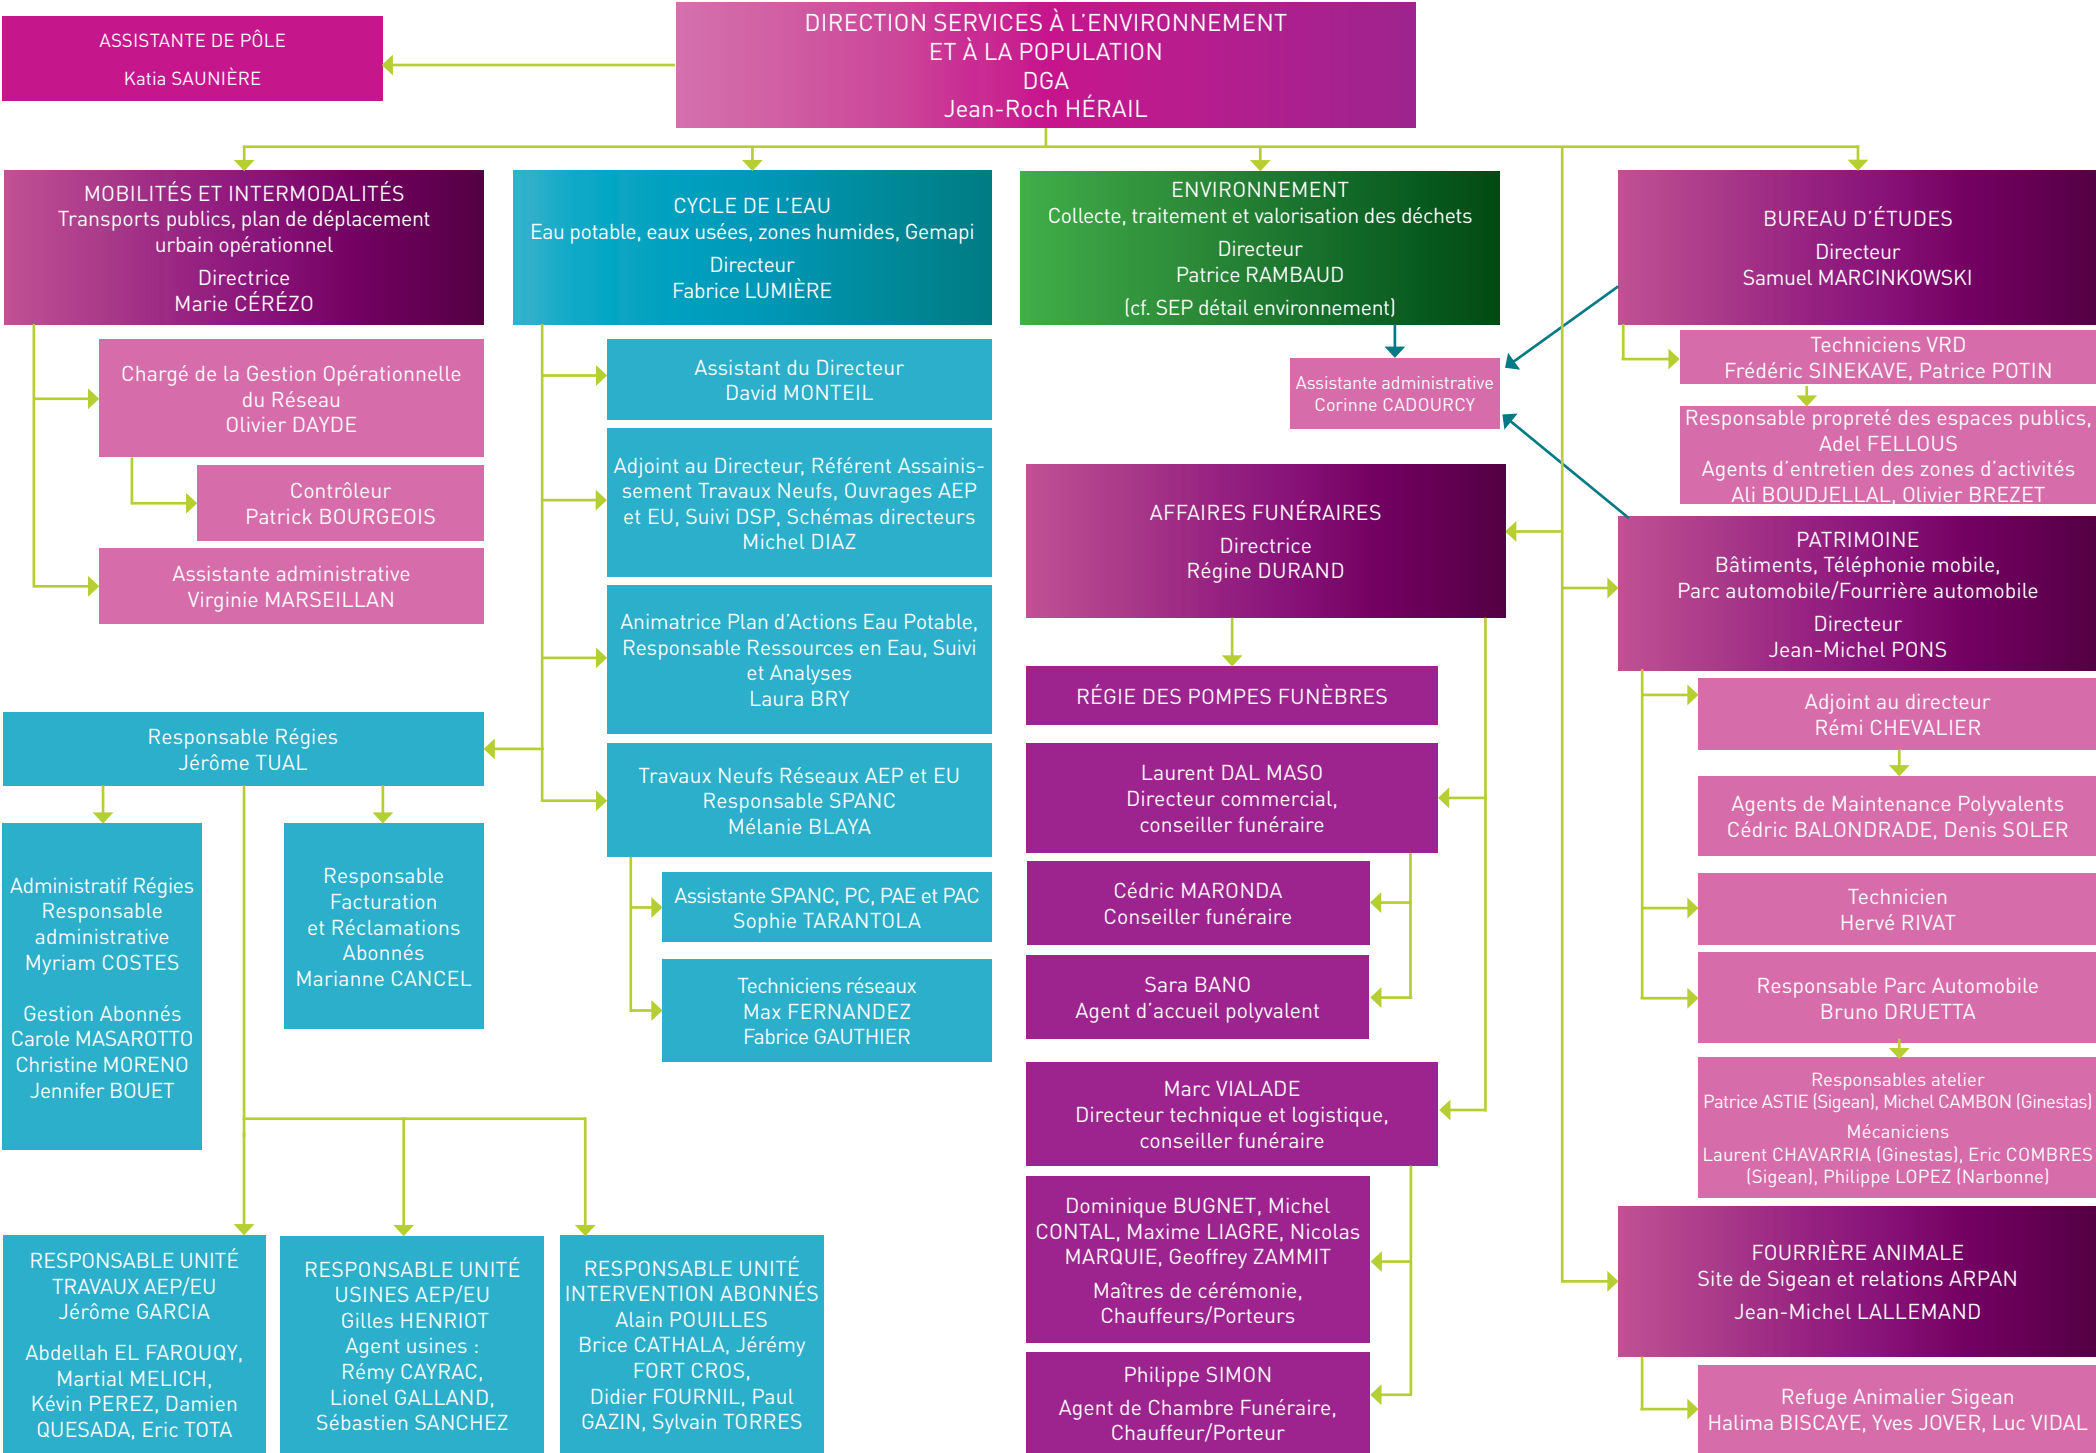 ASSISTANTE DE PÔLE
Katia SAUNIÈRE
DIRECTION SERVICES À L'ENVIRONNEMENT
ET À LA POPULATION
DGA
Jean-Roch HÉRAIL
MOBILITÉS ET INTERMODALITÉS
Transports publics, plan de déplacement
urbain opérationnel
Directrice
Marie CÉRÉZO
Chargé de la Gestion Opérationnelle
du Réseau
Olivier DAYDE
Contrôleur
Patrick BOURGEOIS
Assistante administrative
Virginie MARSEILLAN
CYCLE DE L'EAU
Eau potable, eaux usées, zones humides, Gemapi
Directeur
Fabrice LUMIÈRE
Assistant du Directeur
David MONTEIL
Adjoint au Directeur, Référent Assainis-
sement Travaux Neufs, Ouvrages AEP
et EU, Suivi DSP, Schémas directeurs
Michel DIAZ
Animatrice Plan d'Actions Eau Potable,
Responsable Ressources en Eau, Suivi
et Analyses
Laura BRY
Travaux Neufs Réseaux AEP et EU
Responsable SPANC
Mélanie BLAYA
Assistante SPANC, PC, PAE et PAC
Sophie TARANTOLA
Techniciens réseaux
Max FERNANDEZ
Fabrice GAUTHIER
Responsable Régies
Jérôme TUAL
Administratif Régies
Responsable
administrative
Myriam COSTES
Gestion Abonnés
Carole MASAROTTO
Christine MORENO
Jennifer BOUET
Responsable
Facturation
et Réclamations
Abonnés
Marianne CANCEL
RESPONSABLE UNITÉ
TRAVAUX AEP/EU
Jérôme GARCIA
Abdellah EL FAROUQY,
Martial MELICH,
Kévin PEREZ, Damien
QUESADA, Eric TOTA
RESPONSABLE UNITÉ
USINES AEP/EU
Gilles HENRIOT
Agent usines :
Rémy CAYRAC,
Lionel GALLAND,
Sébastien SANCHEZ
RESPONSABLE UNITÉ
INTERVENTION ABONNÉS
Alain POUILLES
Brice CATHALA, Jérémy
FORT CROS,
Didier FOURNIL, Paul
GAZIN, Sylvain TORRES
ENVIRONNEMENT
Collecte, traitement et valorisation des déchets
Directeur
Patrice RAMBAUD
(cf. SEP détail environnement)
Assistante administrative
Corinne CADOURCY
AFFAIRES FUNÉRAIRES
Directrice
Régine DURAND
RÉGIE DES POMPES FUNÈBRES
Laurent DAL MASO
Directeur commercial,
conseiller funéraire
Cédric MARONDA
Conseiller funéraire
Sara BANO
Agent d'accueil polyvalent
Marc VIALADE
Directeur technique et logistique,
conseiller funéraire
Dominique BUGNET, Michel
CONTAL, Maxime LIAGRE, Nicolas
MARQUIE, Geoffrey ZAMMIT
Maîtres de cérémonie,
Chauffeurs/Porteurs
Philippe SIMON
Agent de Chambre Funéraire,
Chauffeur/Porteur
BUREAU D'ÉTUDES
Directeur
Samuel MARCINKOWSKI
Techniciens VRD
Frédéric SINEKAVE, Patrice POTIN
Responsable propreté des espaces publics,
Adel FELLOUS
Agents d'entretien des zones d'activités
Ali BOUDJELLAL, Olivier BREZET
PATRIMOINE
Bâtiments, Téléphonie mobile,
Parc automobile/Fourrière automobile
Directeur
Jean-Michel PONS
Adjoint au directeur
Rémi CHEVALIER
Agents de Maintenance Polyvalents
Cédric BALONDRADE, Denis SOLER
Technicien
Hervé RIVAT
Responsable Parc Automobile
Bruno DRUETTA
Responsables atelier
Patrice ASTIE (Sigean), Michel CAMBON (Ginestas)
Mécaniciens
Laurent CHAVARRIA (Ginestas), Eric COMBRES
(Sigean), Philippe LOPEZ (Narbonne)
FOURRIÈRE ANIMALE
Site de Sigean et relations ARPAN
Jean-Michel LALLEMAND
Refuge Animalier Sigean
Halima BISCAYE, Yves JOVER, Luc VIDAL